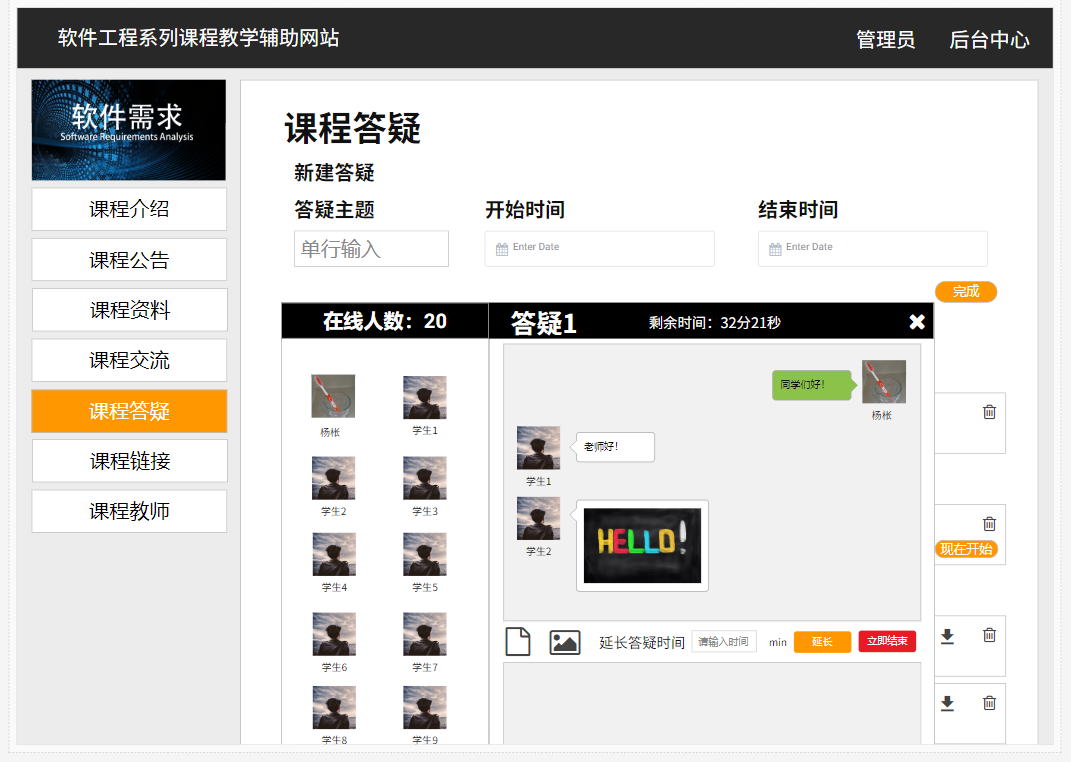 软件工程系列课程教学辅助网站
管理员
后台中心
软件需求
Software Requirements Analysis
课程介绍
课程公告
课程资料
课程交流
课程答疑
课程链接
课程教师
课程答疑
新建答疑
答疑主题
开始时间
结束时间
单行输入
Enter Date
Enter Date
完成
在线人数：20
答疑1
剩余时间：32分21秒
杨枨
学生1
学生2
学生3
学生4
学生5
学生6
学生7
学生8
学生9
同学们好！
杨枨
老师好！
学生1
HELLO!
学生2
现在开始
延长答疑时间
请输入时间
min
延长
立即结束